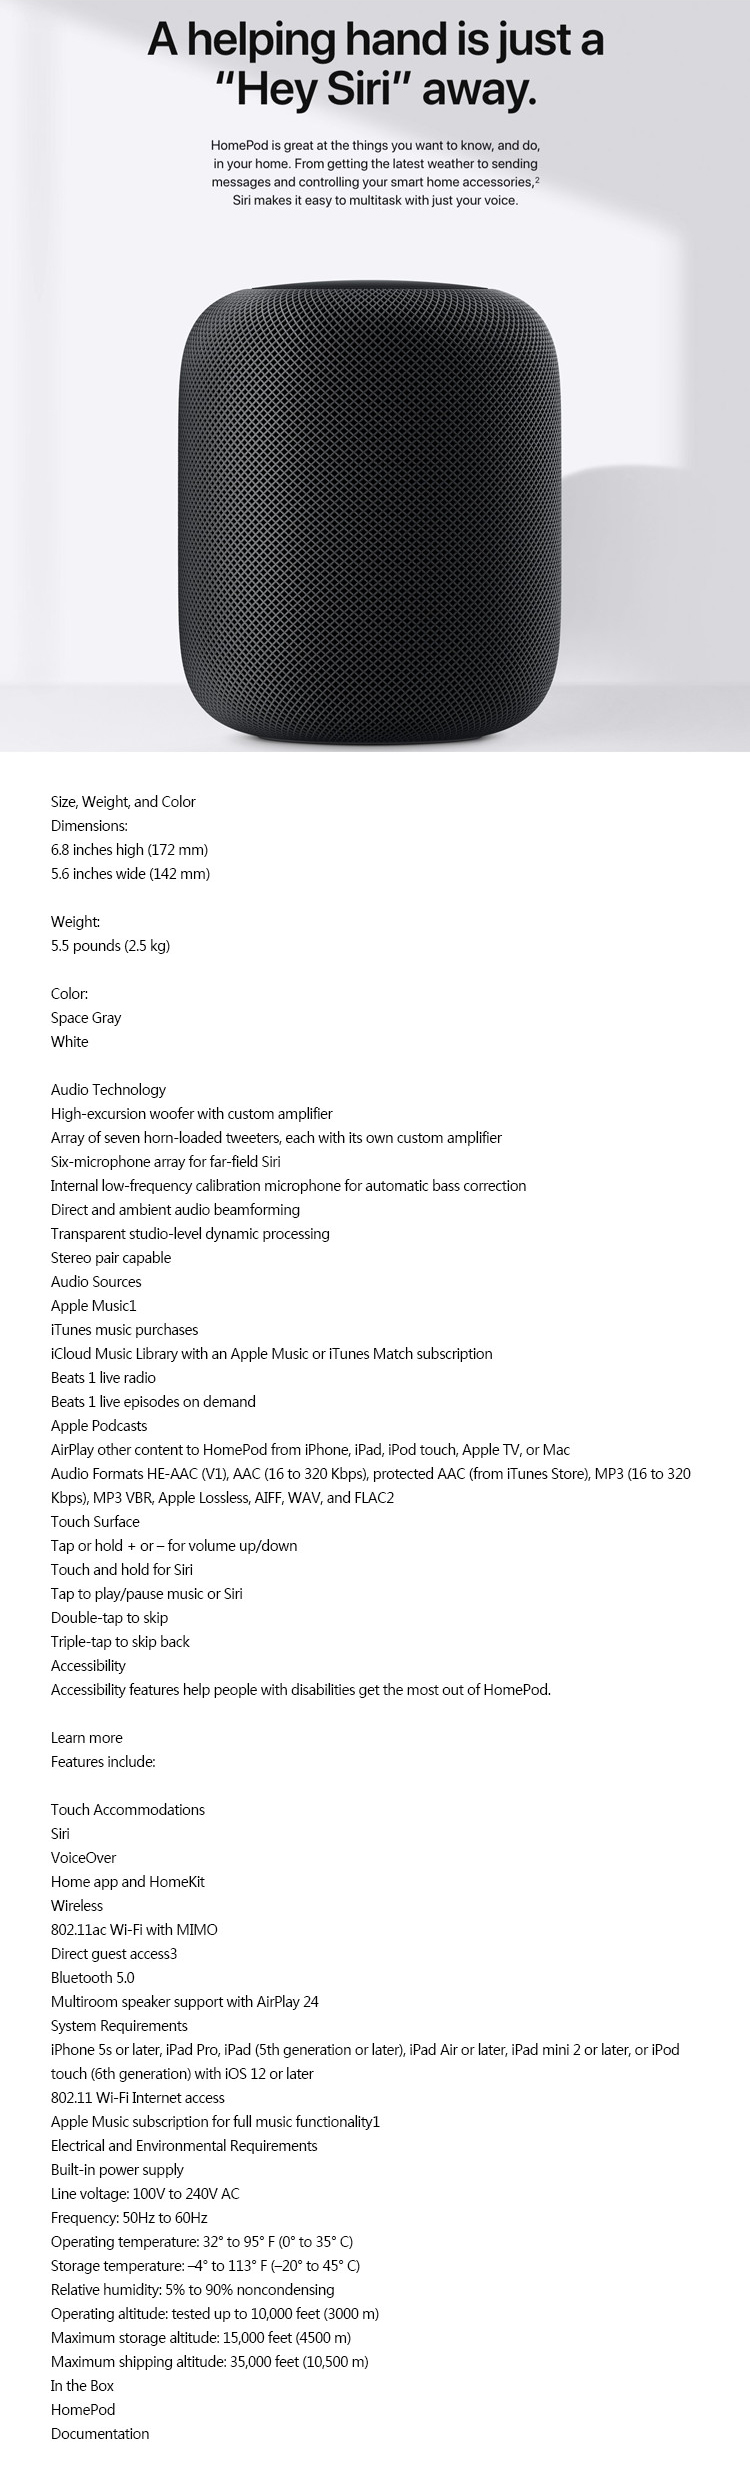 A helping hand is just a
“Hey Siri” away.
HomePod is great at the things you want to know, and do,
in your home. From getting the latest weather to sending
messages and controlling your smart home accessories,²
Siri makes it easy to multitask with just your voice.
Size, Weight, and Color
Dimensions:
6.8 inches high (172 mm)
5.6 inches wide (142 mm)
Weight:
5.5 pounds (2.5 kg)
Color:
Space Gray
White
Audio Technology
High-excursion woofer with custom amplifier
Array of seven horn-loaded tweeters, each with its own custom amplifier
Six-microphone array for far-field Siri
Internal low-frequency calibration microphone for automatic bass correction
Direct and ambient audio beamforming
Transparent studio-level dynamic processing
Stereo pair capable
Audio Sources
Apple Music1
iTunes music purchases
iCloud Music Library with an Apple Music or iTunes Match subscription
Beats 1 live radio
Beats 1 live episodes on demand
Apple Podcasts
AirPlay other content to HomePod from iPhone, iPad, iPod touch, Apple TV, or Mac
Audio Formats HE-AAC (V1), AAC (16 to 320 Kbps), protected AAC (from iTunes Store), MP3 (16 to 320
Kbps), MP3 VBR, Apple Lossless, AIFF, WAV, and FLAC2
Touch Surface
Tap or hold + or – for volume up/down
Touch and hold for Siri
Tap to play/pause music or Siri
Double-tap to skip
Triple-tap to skip back
Accessibility
Accessibility features help people with disabilities get the most out of HomePod.
Learn more
Features include:
Touch Accommodations
Siri
VoiceOver
Home app and HomeKit
Wireless
802.11ac Wi-Fi with MIMO
Direct guest access3
Bluetooth 5.0
Multiroom speaker support with AirPlay 24
System Requirements
iPhone 5s or later, iPad Pro, iPad (5th generation or later), iPad Air or later, iPad mini 2 or later, or iPod
touch (6th generation) with iOS 12 or later
802.11 Wi-Fi Internet access
Apple Music subscription for full music functionality1
Electrical and Environmental Requirements
Built-in power supply
Line voltage: 100V to 240V AC
Frequency: 50Hz to 60Hz
Operating temperature: 32° to 95° F (0° to 35° C)
Storage temperature: –4° to 113° F (–20° to 45° C)
Relative humidity: 5% to 90% noncondensing
Operating altitude: tested up to 10,000 feet (3000 m)
Maximum storage altitude: 15,000 feet (4500 m)
Maximum shipping altitude: 35,000 feet (10,500 m)
In the Box
HomePod
Documentation